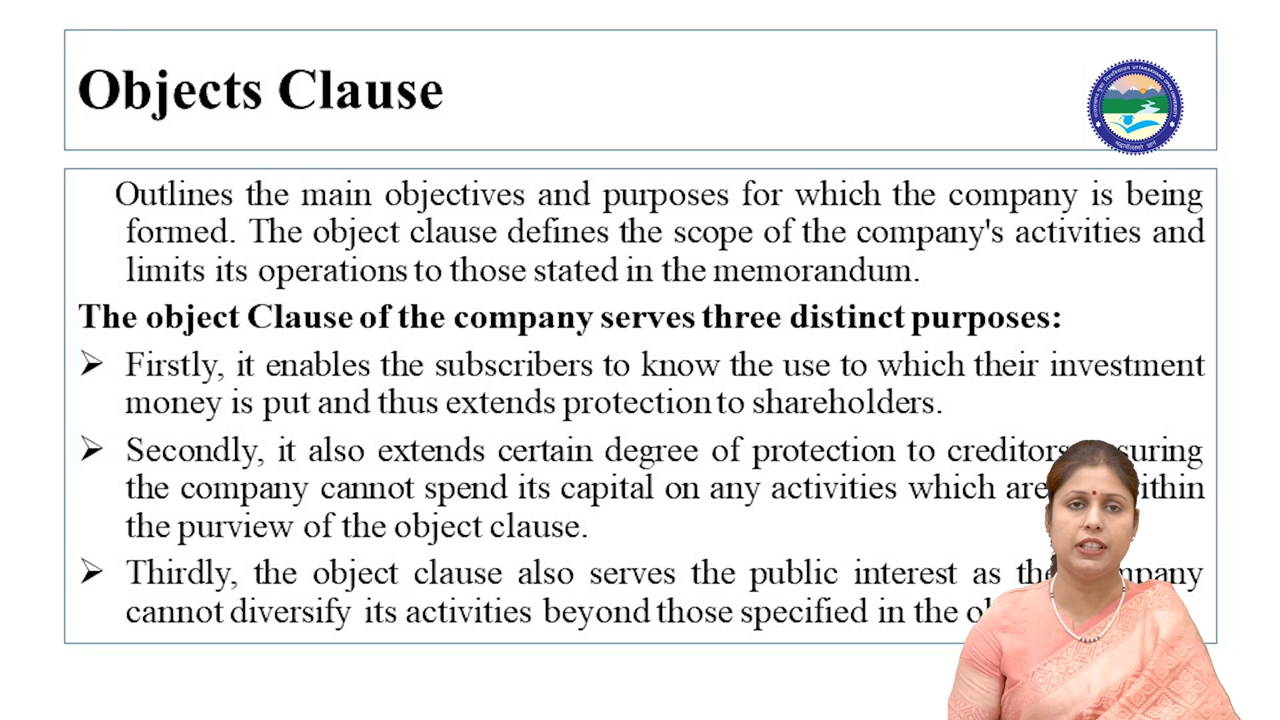 Objects Clause
Outlines the main objectives and purposes for which the company is being
formed. The object clause defines the scope of the company's activities and
limits its operations to those stated in the memorandum.
The object Clause of the company serves three distinct purposes:
Firstly, it enables the subscribers to know the use to which their investment
money is put and thus extends protection to shareholders.
Secondly, it also extends certain degree of protection to creditors
the company cannot spend its capital on any activities which are
the purview of the object clause.
Thirdly, the object clause also serves the public interest as the
cannot diversify its activities beyond those specified in the